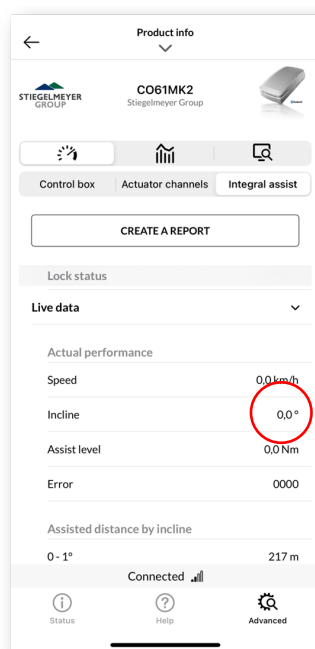 Product info
STIEGELMEYER
GROUP
CO61MK2
Stiegelmeyer Group
Control box
Actuator channels
Integral assist
CREATE A REPORT
Lock status
Live data
Actual performance
Speed 0,0 km/h
Incline 0,0 °
Assist level 0,0 Nm
Error 0000
Assisted distance by incline
0 - 1° 217 m
Connected
Status
Help
Advanced